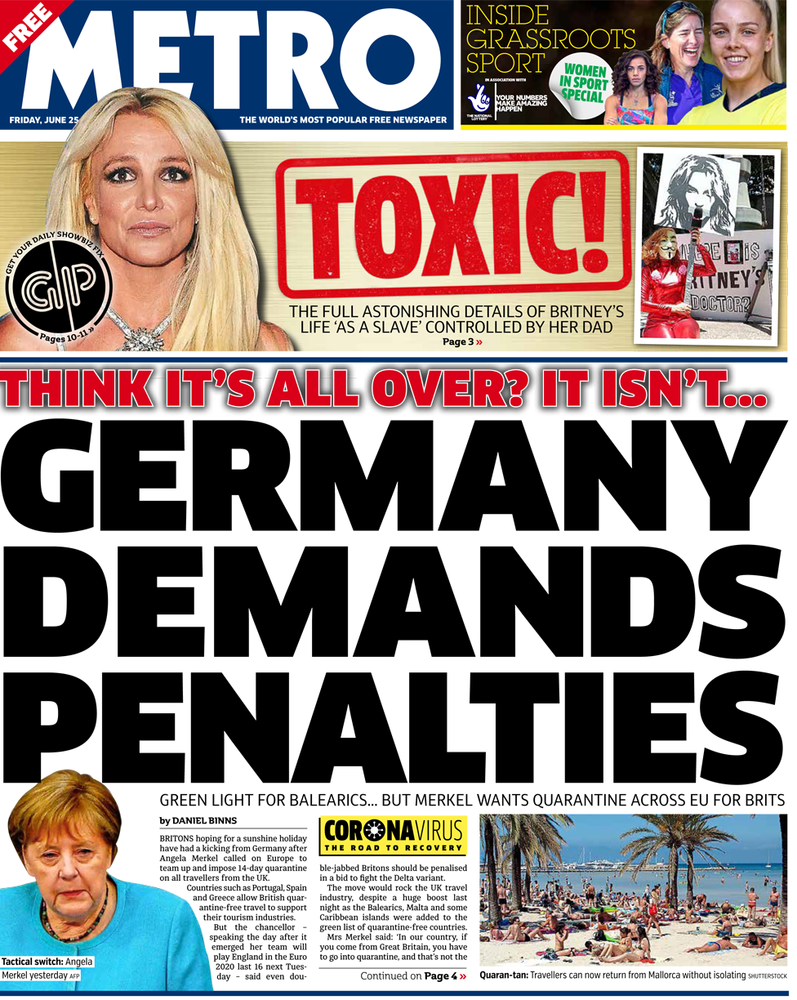 FREE
METRO
FRIDAY, JUNE 25
THE WORLD'S MOST POPULAR FREE NEWSPAPER
INSIDE
GRASSROOTS
SPORT
WOMEN
IN SPORT
SPECIAL
IN ASSOCIATION WITH
THE NATIONAL
LOTTERY
YOUR NUMBERS
MAKE AMAZING
HAPPEN
GET YOUR DAILY SHOWBIZ FIX
G|P
Pages 10-11 »
TOXIC!
THE FULL ASTONISHING DETAILS OF BRITNEY'S
LIFE 'AS A SLAVE' CONTROLLED BY HER DAD
Page 3 »
IS
DOCTOR?
THINK IT'S ALL OVER? IT ISN'T...
GERMANY
DEMANDS
PENALTIES
GREEN LIGHT FOR BALEARICS... BUT MERKEL WANTS QUARANTINE ACROSS EU FOR BRITS
by DANIEL BINNS
BRITONS hoping for a sunshine holiday
have had a kicking from Germany after
Angela Merkel called on Europe to
team up and impose 14-day quarantine
on all travellers from the UK.
Countries such as Portugal, Spain
and Greece allow British quar-
antine-free travel to support
their tourism industries.
But the chancellor –
speaking the day after it
emerged her team will
play England in the Euro
2020 last 16 next Tues-
day – said even dou-
CORONAVIRUS
THE ROAD TO RECOVERY
ble-jabbed Britons should be penalised
in a bid to fight the Delta variant.
The move would rock the UK travel
industry, despite a huge boost last
night as the Balearics, Malta and some
Caribbean islands were added to the
green list of quarantine-free countries.
Mrs Merkel said: 'In our country, if
you come from Great Britain, you have
to go into quarantine, and that's not the
Continued on Page 4 »
Tactical switch: Angela
Merkel yesterday AFP
Quaran-tan: Travellers can now return from Mallorca without isolating SHUTTERSTOCK